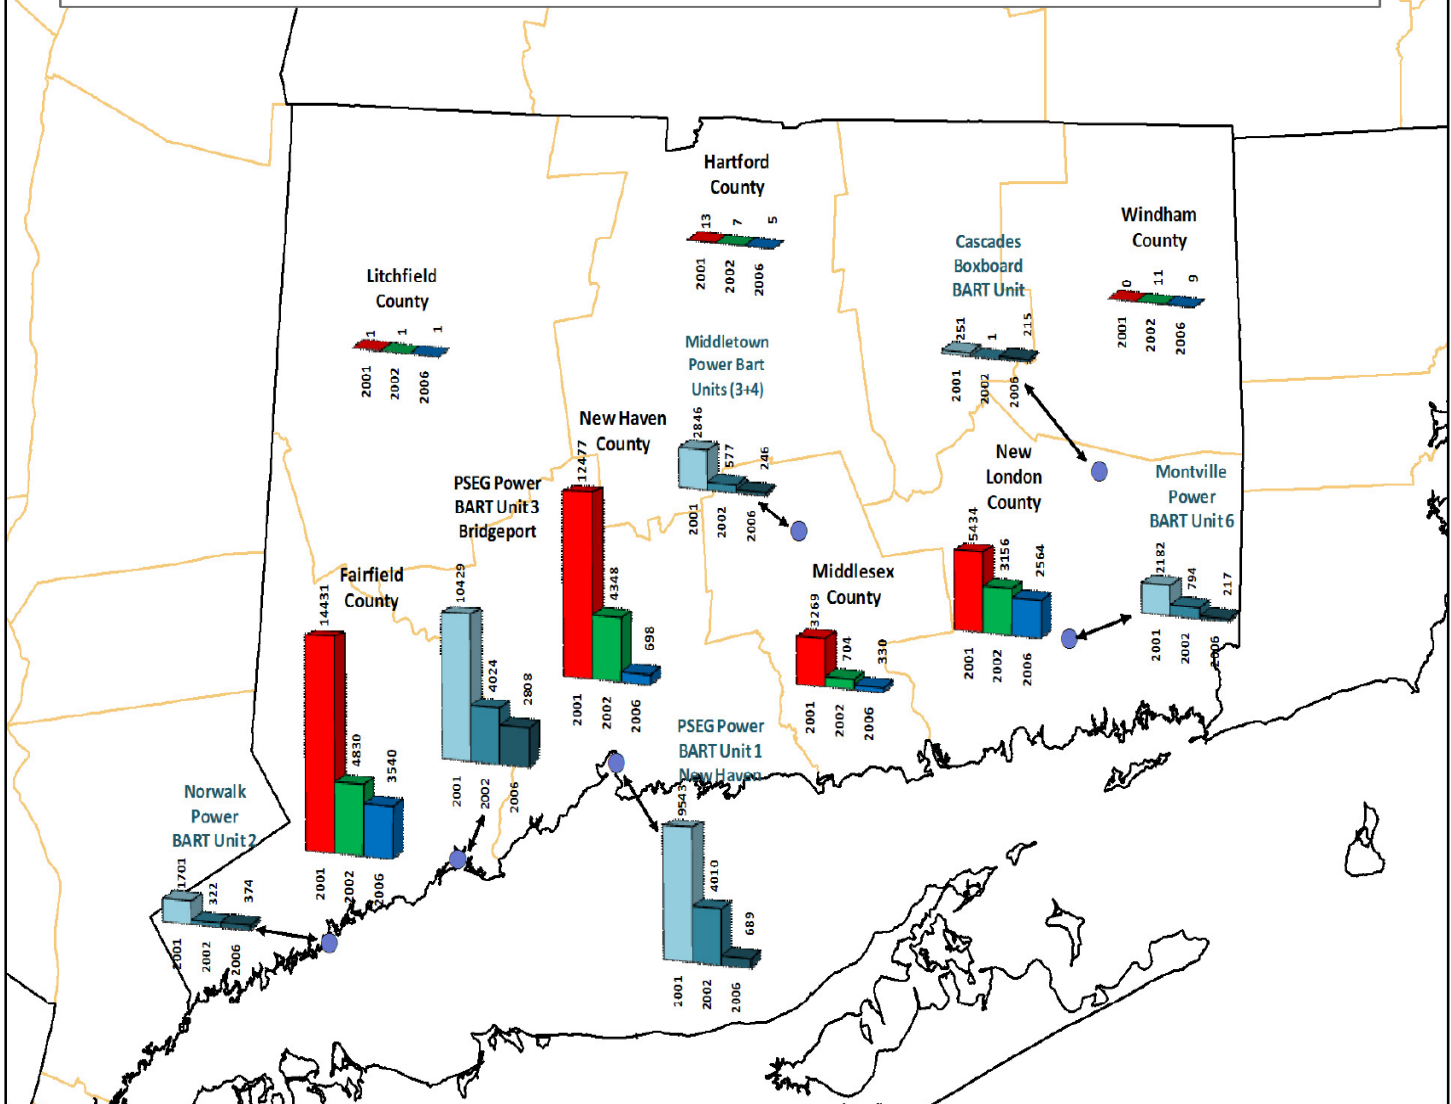 Hartford
County
13
7
5
2001
2002
2006
Windham
County
0
11
9
2001
2002
2006
Cascades
Boxboard
BART Unit
251
1
215
2001
2002
2006
Litchfield
County
1
1
1
2001
2002
2006
Middletown
Power Bart
Units (3+4)
2846
577
246
2001
2002
2006
New Haven
County
12477
4348
698
2001
2002
2006
New
London
County
5434
3156
2564
2001
2002
2006
Montville
Power
BART Unit 6
2182
794
217
2001
2002
2006
PSEG Power
BART Unit 3
Bridgeport
10429
4024
2808
2001
2002
2006
Fairfield
County
14431
4830
3540
2001
2002
2006
Middlesex
County
3269
704
330
2001
2002
2006
PSEG Power
BART Unit 1
New Haven
9543
4010
689
2001
2002
2006
Norwalk
Power
BART Unit 2
1701
322
374
2001
2002
2006